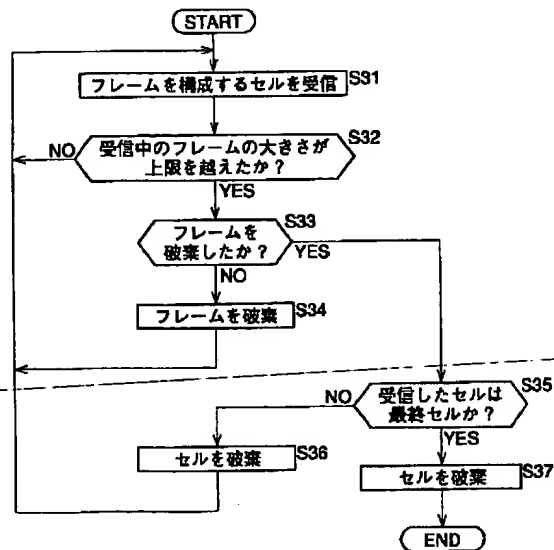 START
フレームを構成するセルを受信
S31
受信中のフレームの大きさが
上限を越えたか？
S32
NO
YES
フレームを
破棄したか？
S33
YES
NO
フレームを破棄
S34
受信したセルは
最終セルか？
S35
NO
YES
セルを破棄
S36
セルを破棄
S37
END